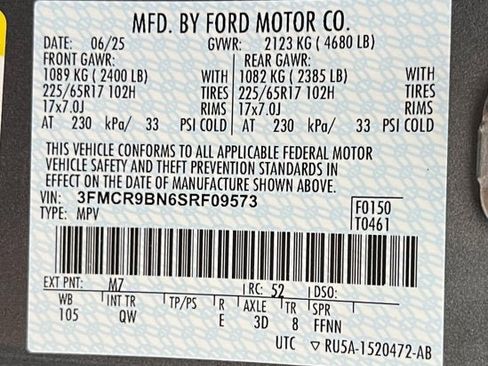 MFD. BY FORD MOTOR CO.
DATE: 06/25 GVWR: 2123 KG ( 4680 LB)
FRONT GAWR: REAR GAWR:
1089 KG ( 2400 LB) WITH 1082 KG ( 2385 LB) WITH
225/65R17 102H TIRES 225/65R17 102H TIRES
17x7.0J RIMS 17x7.0J RIMS
AT 230 kPa/ 33 PSI COLD AT 230 kPa/ 33 PSI COLD
THIS VEHICLE CONFORMS TO ALL APPLICABLE FEDERAL MOTOR
VEHICLE SAFETY AND THEFT PREVENTION STANDARDS IN
EFFECT ON THE DATE OF MANUFACTURE SHOWN ABOVE.
VIN: 3FMCR9BN6SRF09573 F0150
TYPE: MPV T0461
EXT PNT: M7 RC: 52 DSO:
WB INT TR TP/PS R AXLE TR SPR
105 QW E 3D 8 FFNN
UTC ▽ RU5A-1520472-AB